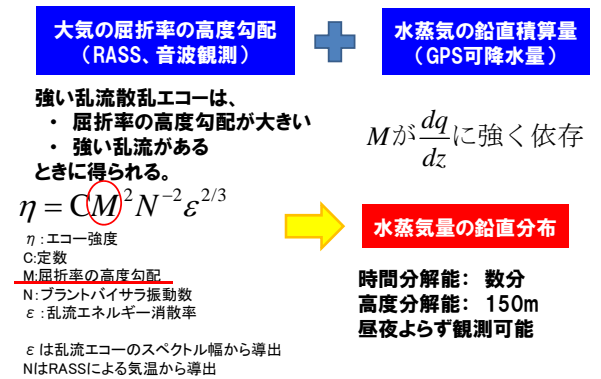 大気の屈折率の高度勾配
（RASS、音波観測）
水蒸気の鉛直積算量
（GPS可降水量）
強い乱流散乱エコーは、
・ 屈折率の高度勾配が大きい
・ 強い乱流がある
ときに得られる。
Mが dq/dz に強く依存
η = CM²N⁻²ε^{2/3}
η：エコー強度
C:定数
M:屈折率の高度勾配
N:ブラントバイサラ振動数
ε：乱流エネルギー消散率
εは乱流エコーのスペクトル幅から導出
NはRASSによる気温から導出
水蒸気量の鉛直分布
時間分解能： 数分
高度分解能： 150m
昼夜よらず観測可能